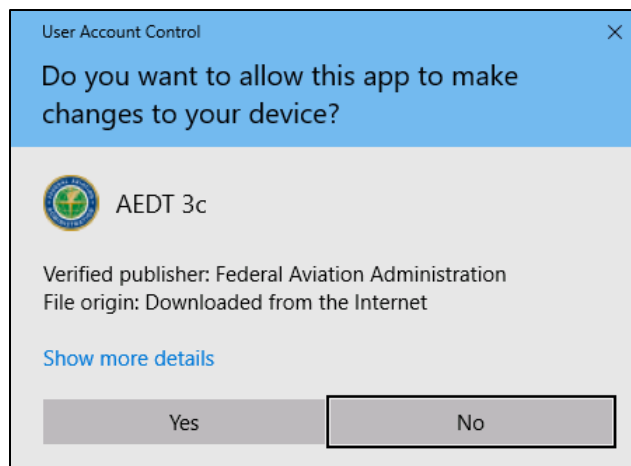 User Account Control
Do you want to allow this app to make
changes to your device?
AEDT 3c
Verified publisher: Federal Aviation Administration
File origin: Downloaded from the Internet
Show more details
Yes
No